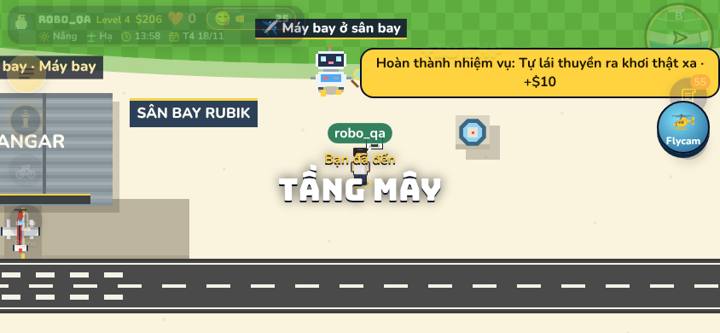 ROBO_QA Level 4 $206 0
Nắng Hạ 13:58 T4 18/11
Máy bay ở sân bay
B
bay · Máy bay
Hoàn thành nhiệm vụ: Tự lái thuyền ra khơi thật xa ·
+$10
55
SÂN BAY RUBIK
ANGAR
Flycam
robo_qa
Bạn đã đến
TẦNG MÂY